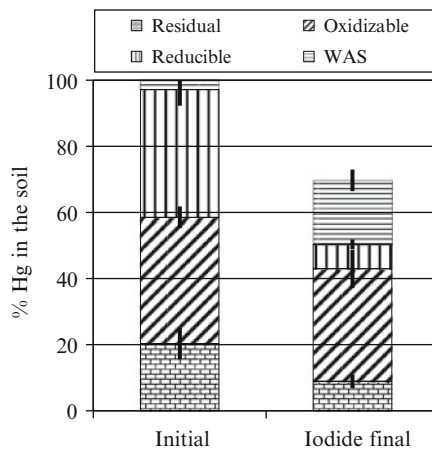 Residual Oxidizable
Reducible WAS
% Hg in the soil
100
80
60
40
20
0
Initial Iodide final